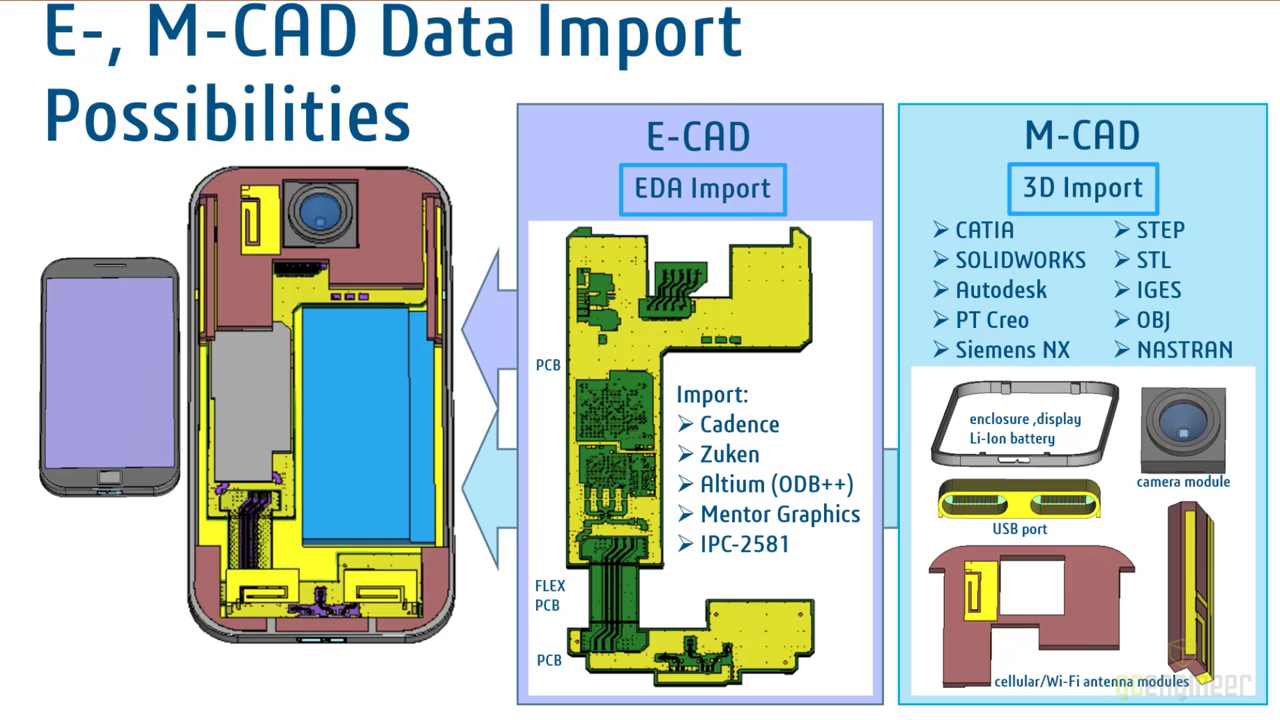 E-, M-CAD Data Import
Possibilities
E-CAD
EDA Import
PCB
Import:
Cadence
Zuken
Altium (ODB++)
Mentor Graphics
IPC-2581
FLEX
PCB
PCB
M-CAD
3D Import
CATIA
SOLIDWORKS
Autodesk
PT Creo
Siemens NX
STEP
STL
IGES
OBJ
NASTRAN
enclosure ,display
Li-Ion battery
camera module
USB port
cellular/Wi-Fi antenna modules
goengineer